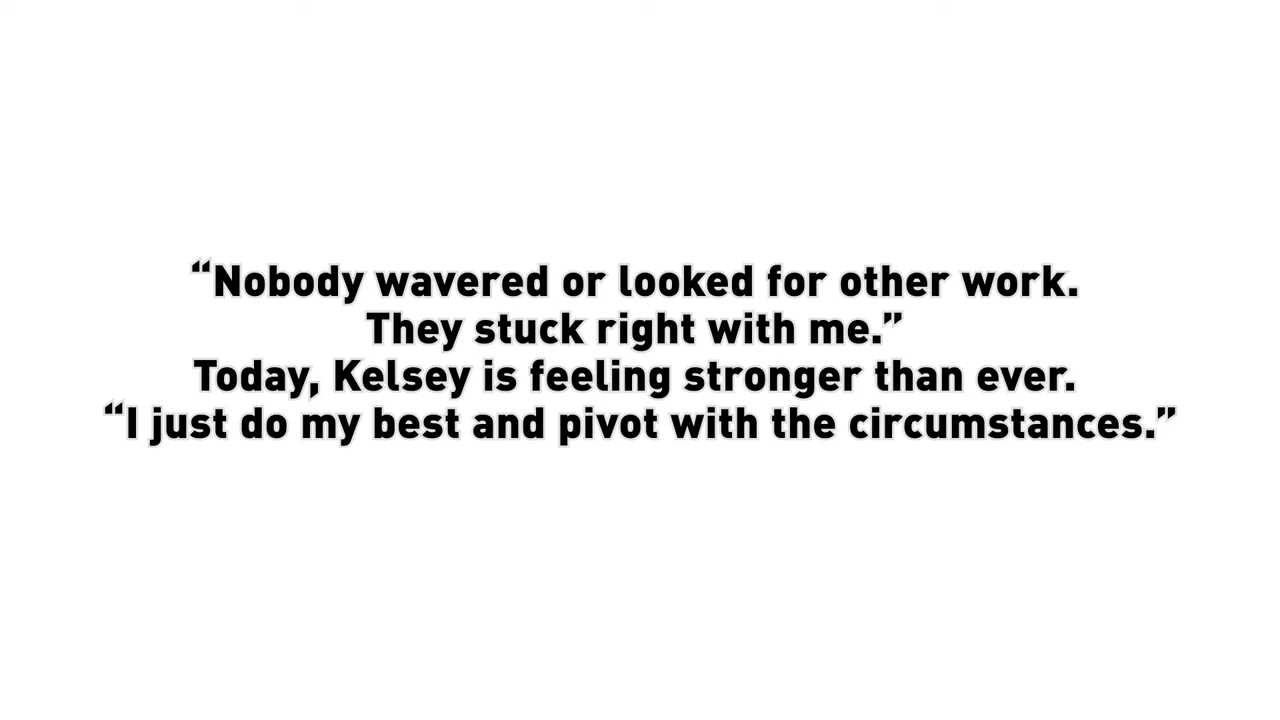 “Nobody wavered or looked for other work.
They stuck right with me.”
Today, Kelsey is feeling stronger than ever.
“I just do my best and pivot with the circumstances.”